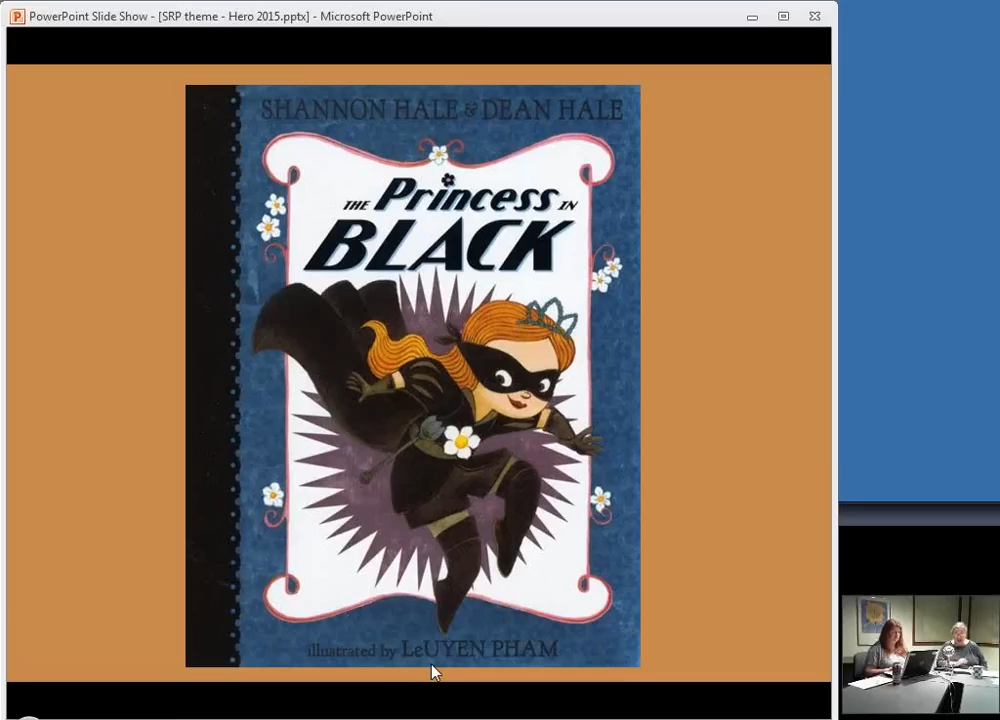 PowerPoint Slide Show - [SRP theme - Hero 2015.pptx] - Microsoft PowerPoint
SHANNON HALE & DEAN HALE
THE Princess IN
BLACK
illustrated by LeUYEN PHAM